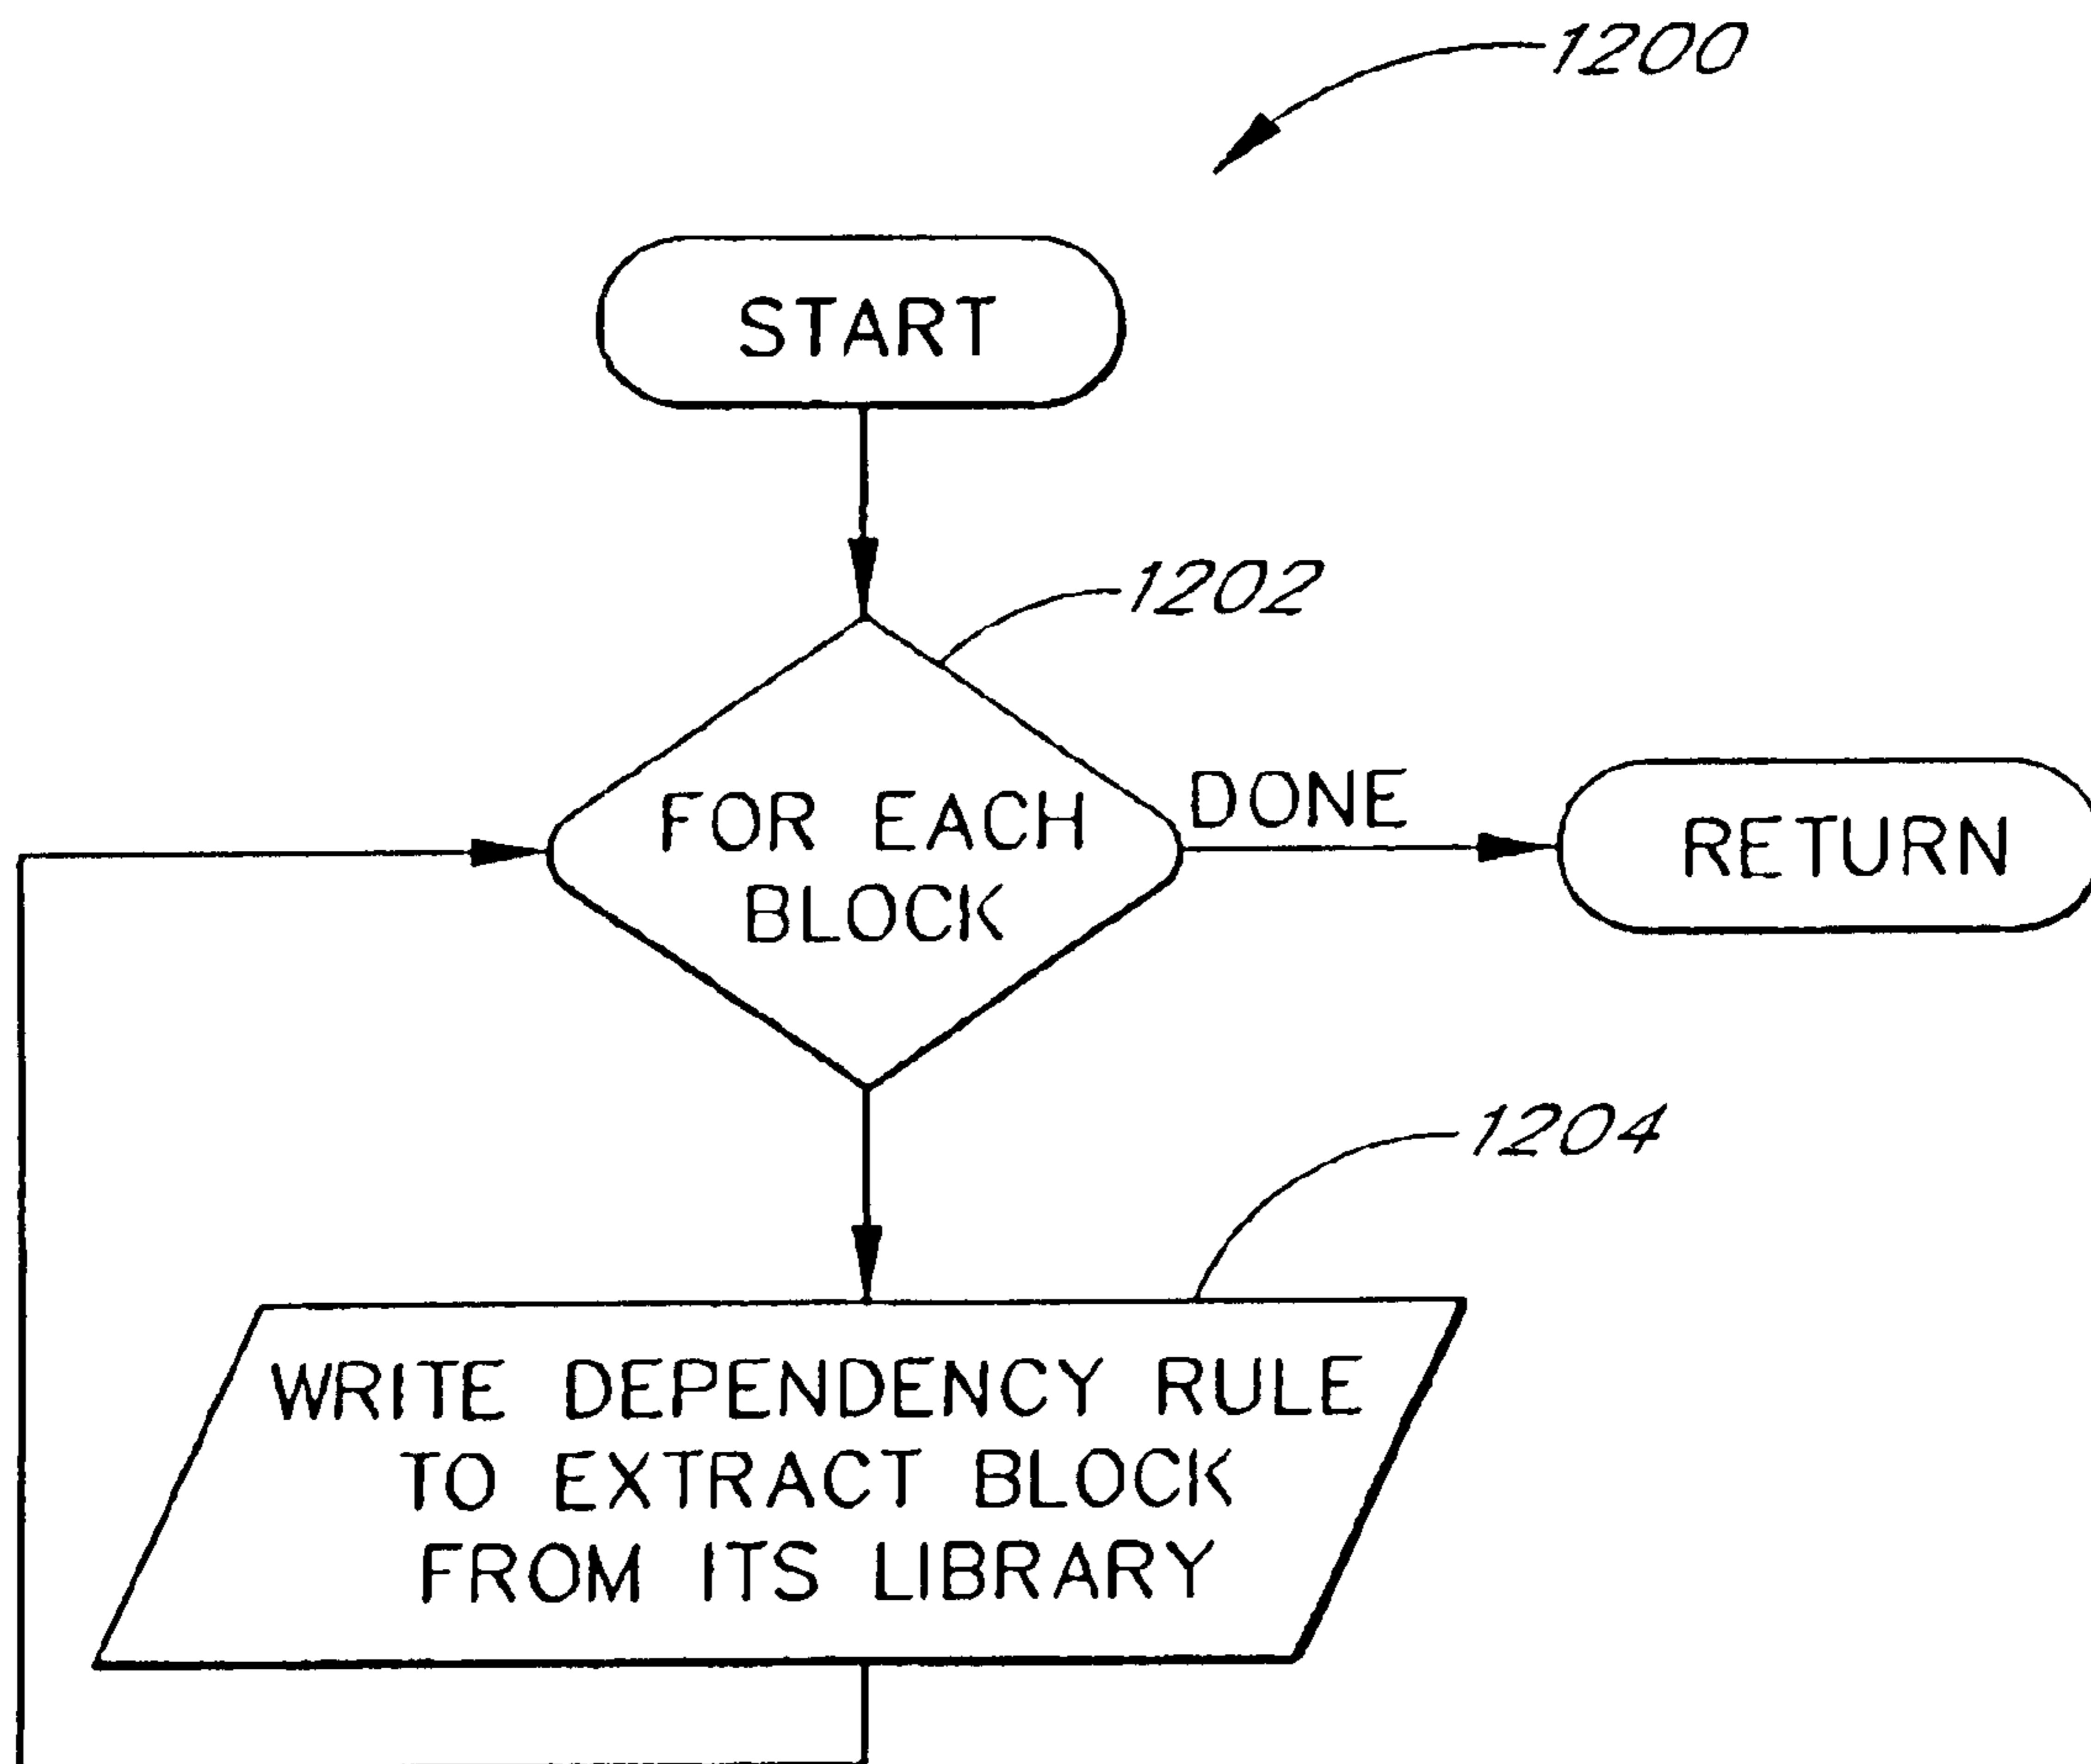 1200
START
1202
FOR EACH
BLOCK
DONE
RETURN
1204
WRITE DEPENDENCY RULE
TO EXTRACT BLOCK
FROM ITS LIBRARY